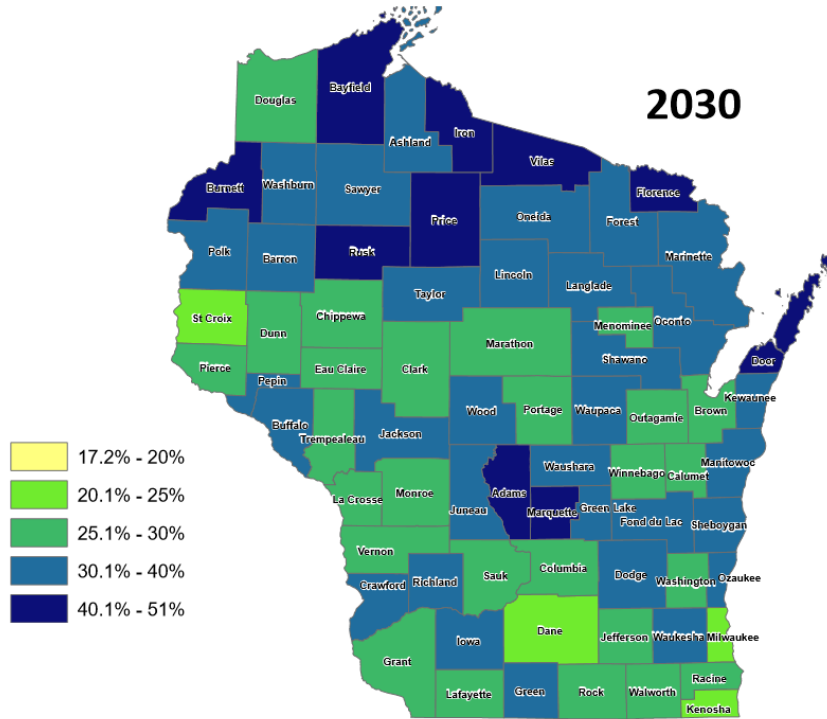 2030
Bayfield
Douglas
Iron
Ashland
Vilas
Burnett
Washburn
Sawyer
Florence
Price
Oneida
Forest
Polk
Barron
Rusk
Marinette
Lincoln
Langlade
Taylor
St Croix
Chippewa
Dunn
Menominee
Oconto
Marathon
Clark
Shawano
Pierce
Eau Claire
Door
Pepin
Kewaunee
Wood
Portage
Waupaca
Outagamie
Brown
Buffalo
Trempealeau
Jackson
17.2% - 20%
Waushara
Manitowoc
Winnebago
Calumet
20.1% - 25%
La Crosse
Monroe
Adams
Juneau
Marquette
Green Lake
Fond du Lac
Sheboygan
25.1% - 30%
Vernon
Columbia
30.1% - 40%
Sauk
Dodge
Washington
Ozaukee
Crawford
Richland
40.1% - 51%
Dane
Iowa
Jefferson
Waukesha
Milwaukee
Grant
Lafayette
Green
Rock
Walworth
Racine
Kenosha